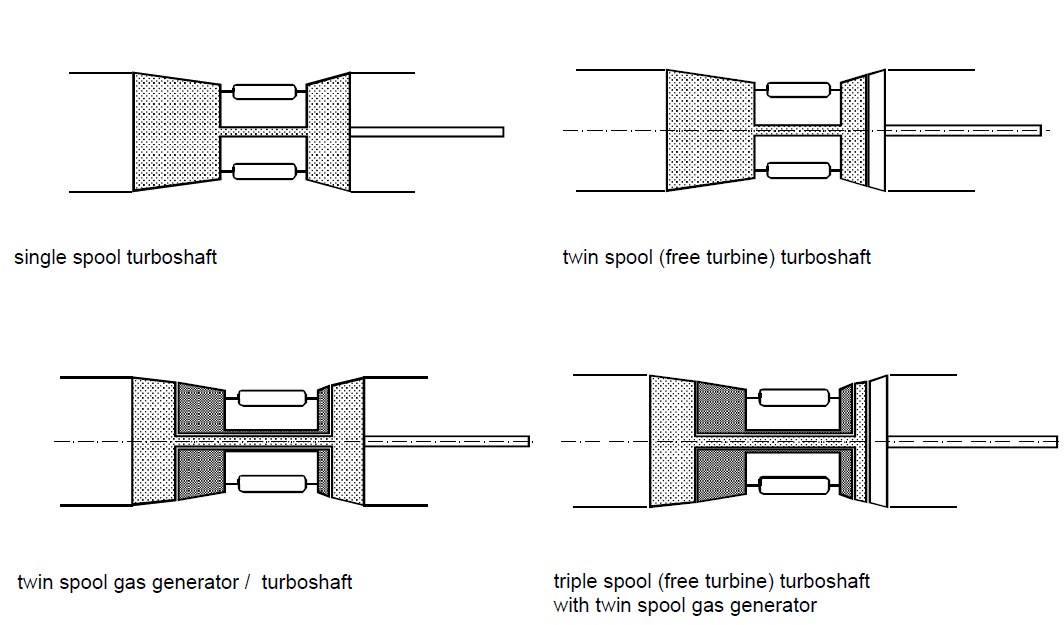 single spool turboshaft
twin spool (free turbine) turboshaft
twin spool gas generator / turboshaft
triple spool (free turbine) turboshaft
with twin spool gas generator